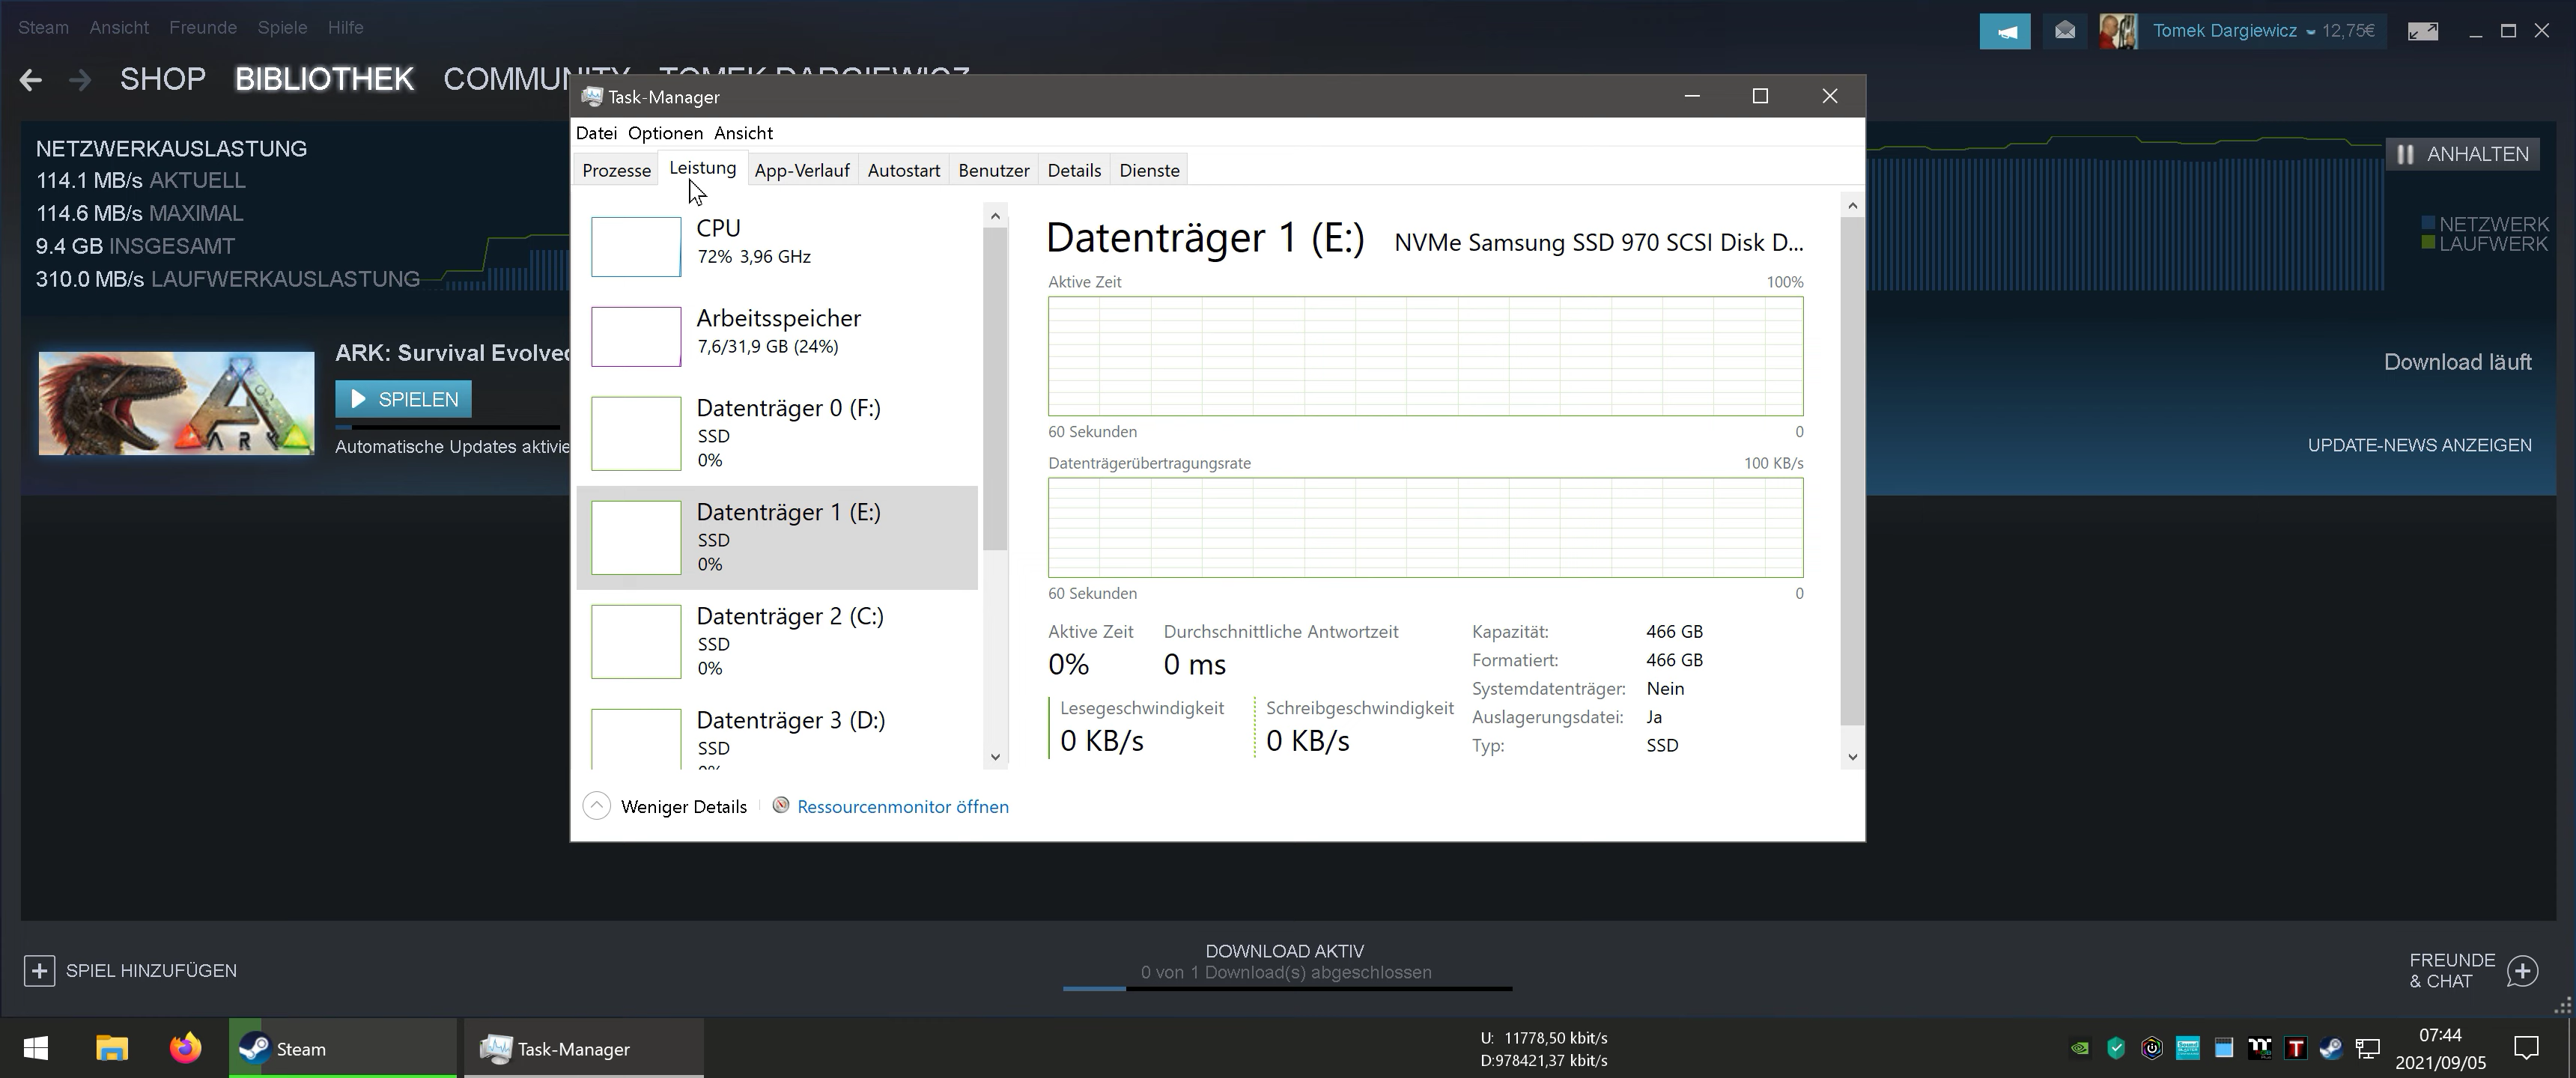 Steam Ansicht Freunde Spiele Hilfe
Tomek Dargiewicz 12,75€
SHOP BIBLIOTHEK COMMUNITY TOMEK DARGIEWICZ
NETZWERKAUSLASTUNG
114.1 MB/s AKTUELL
114.6 MB/s MAXIMAL
9.4 GB INSGESAMT
310.0 MB/s LAUFWERKAUSLASTUNG
ANHALTEN
NETZWERK
LAUFWERK
ARK: Survival Evolved
SPIELEN
Automatische Updates aktivie
ARK
Download läuft
UPDATE-NEWS ANZEIGEN
Task-Manager
Datei Optionen Ansicht
Prozesse Leistung App-Verlauf Autostart Benutzer Details Dienste
CPU
72% 3,96 GHz
Arbeitsspeicher
7,6/31,9 GB (24%)
Datenträger 0 (F:)
SSD
0%
Datenträger 1 (E:)
SSD
0%
Datenträger 2 (C:)
SSD
0%
Datenträger 3 (D:)
SSD
0%
Datenträger 1 (E:) NVMe Samsung SSD 970 SCSI Disk D...
Aktive Zeit 100%
60 Sekunden 0
Datenträgerübertragungsrate 100 KB/s
60 Sekunden 0
Aktive Zeit Durchschnittliche Antwortzeit
0% 0 ms
Lesegeschwindigkeit Schreibgeschwindigkeit
0 KB/s 0 KB/s
Kapazität: 466 GB
Formatiert: 466 GB
Systemdatenträger: Nein
Auslagerungsdatei: Ja
Typ: SSD
Weniger Details Ressourcenmonitor öffnen
SPIEL HINZUFÜGEN
DOWNLOAD AKTIV
0 von 1 Download(s) abgeschlossen
FREUNDE
& CHAT
Steam
Task-Manager
U: 11778,50 kbit/s
D:978421,37 kbit/s
07:44
2021/09/05